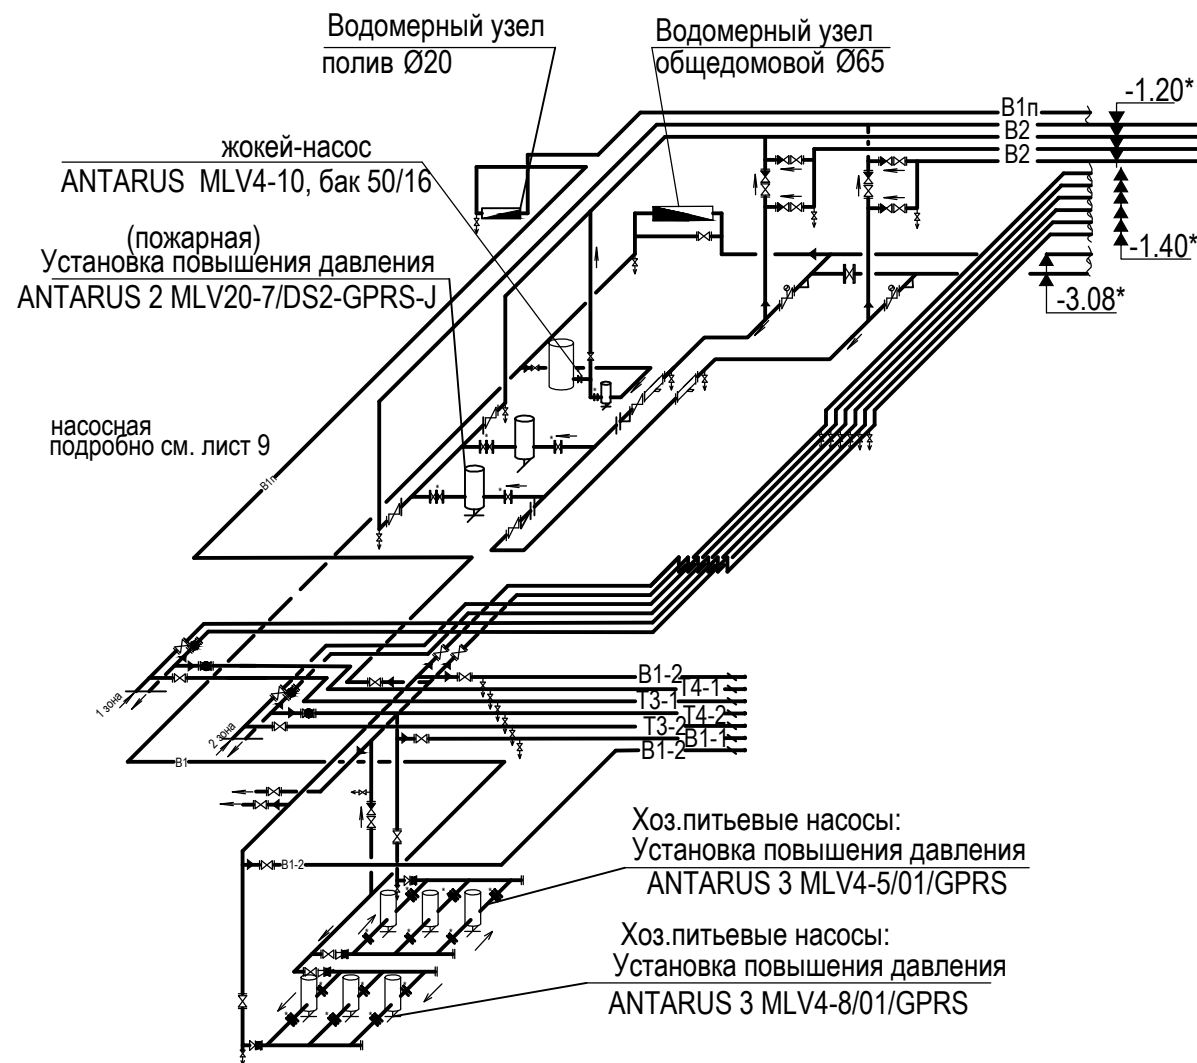 Водомерный узел
полив Ø20
Водомерный узел
общедомовой Ø65
-1.20*
В1п
В2
В2
жокей-насос
ANTARUS MLV4-10, бак 50/16
(пожарная)
Установка повышения давления
ANTARUS 2 MLV20-7/DS2-GPRS-J
-1.40*
-3.08*
насосная
подробно см. лист 9
В1п
1 зона
2 зона
В1-2
Т4-1
Т3-1
Т4-2
Т3-2
В1-1
В1-2
В1
В1-2
Хоз.питьевые насосы:
Установка повышения давления
ANTARUS 3 MLV4-5/01/GPRS
Хоз.питьевые насосы:
Установка повышения давления
ANTARUS 3 MLV4-8/01/GPRS